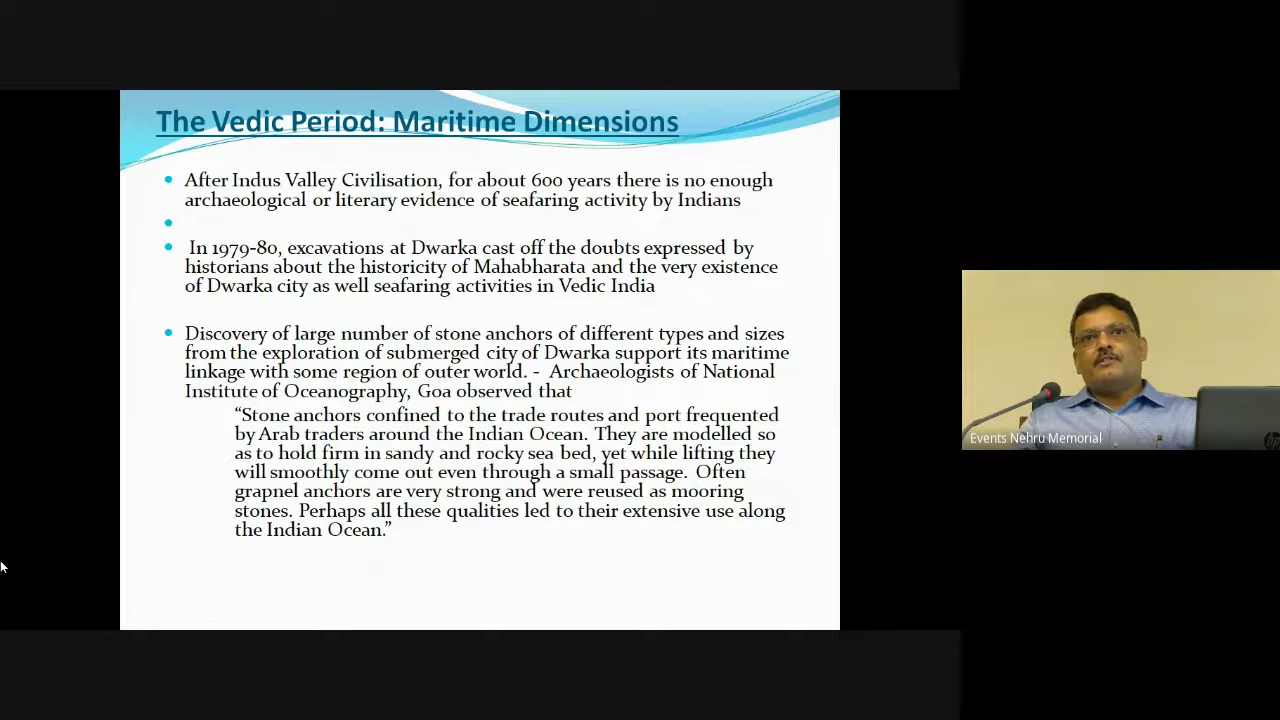 The Vedic Period: Maritime Dimensions
After Indus Valley Civilisation, for about 600 years there is no enough
archaeological or literary evidence of seafaring activity by Indians
In 1979-80, excavations at Dwarka cast off the doubts expressed by
historians about the historicity of Mahabharata and the very existence
of Dwarka city as well seafaring activities in Vedic India
Discovery of large number of stone anchors of different types and sizes
from the exploration of submerged city of Dwarka support its maritime
linkage with some region of outer world. - Archaeologists of National
Institute of Oceanography, Goa observed that
“Stone anchors confined to the trade routes and port frequented
by Arab traders around the Indian Ocean. They are modelled so
as to hold firm in sandy and rocky sea bed, yet while lifting they
will smoothly come out even through a small passage. Often
grapnel anchors are very strong and were reused as mooring
stones. Perhaps all these qualities led to their extensive use along
the Indian Ocean.”
Events Nehru Memorial
hp